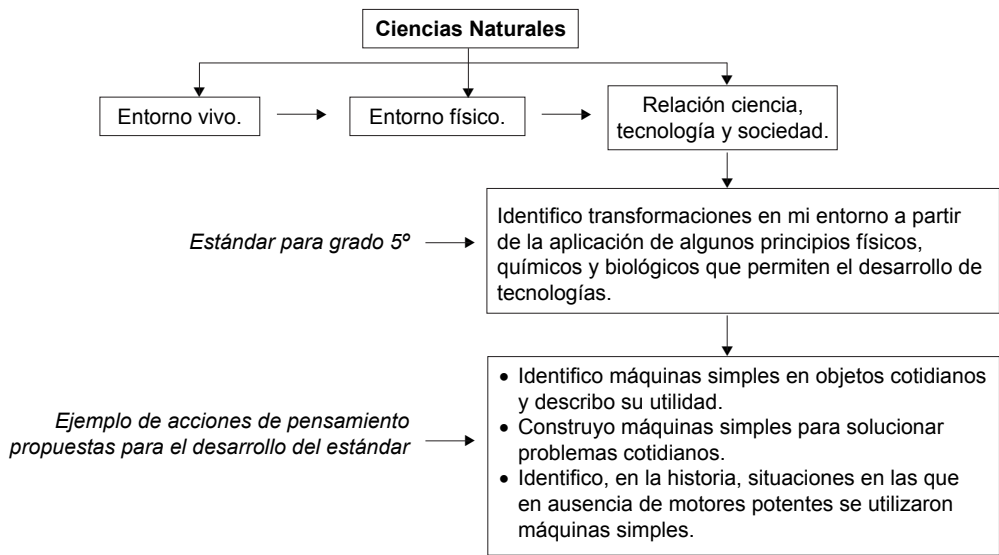 Ciencias Naturales
Entorno vivo.
Entorno físico.
Relación ciencia,
tecnología y sociedad.
Estándar para grado 5º
Identifico transformaciones en mi entorno a partir
de la aplicación de algunos principios físicos,
químicos y biológicos que permiten el desarrollo de
tecnologías.
Ejemplo de acciones de pensamiento
propuestas para el desarrollo del estándar
• Identifico máquinas simples en objetos cotidianos
y describo su utilidad.
• Construyo máquinas simples para solucionar
problemas cotidianos.
• Identifico, en la historia, situaciones en las que
en ausencia de motores potentes se utilizaron
máquinas simples.